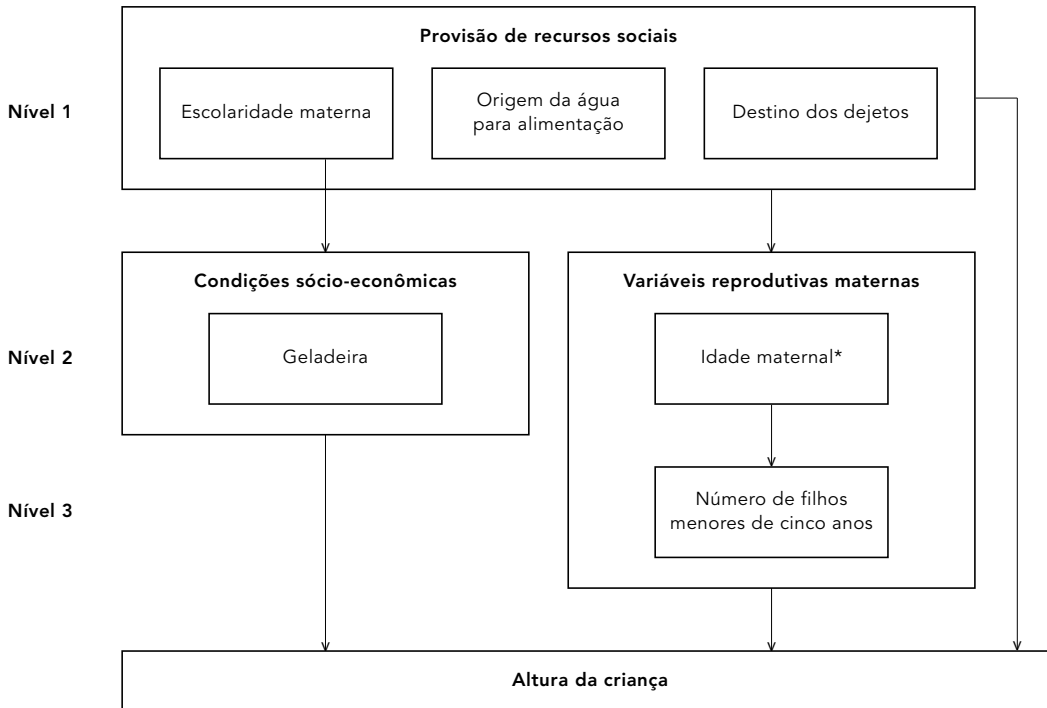 Provisão de recursos sociais
Nível 1
Escolaridade materna
Origem da água
para alimentação
Destino dos dejetos
Condições sócio-econômicas
Variáveis reprodutivas maternas
Nível 2
Geladeira
Idade maternal*
Nível 3
Número de filhos
menores de cinco anos
Altura da criança